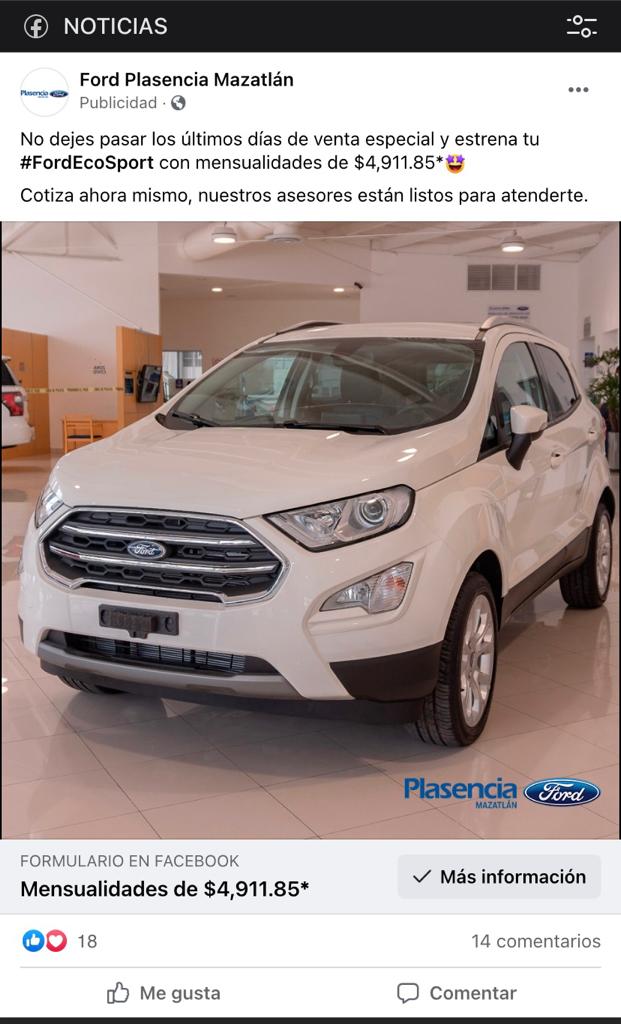 NOTICIAS
Ford Plasencia Mazatlán
Publicidad ·
No dejes pasar los últimos días de venta especial y estrena tu
#FordEcoSport con mensualidades de $4,911.85*🤩
Cotiza ahora mismo, nuestros asesores están listos para atenderte.
Ford
Plasencia Ford
MAZATLÁN
FORMULARIO EN FACEBOOK
Mensualidades de $4,911.85*
Más información
18
14 comentarios
Me gusta
Comentar